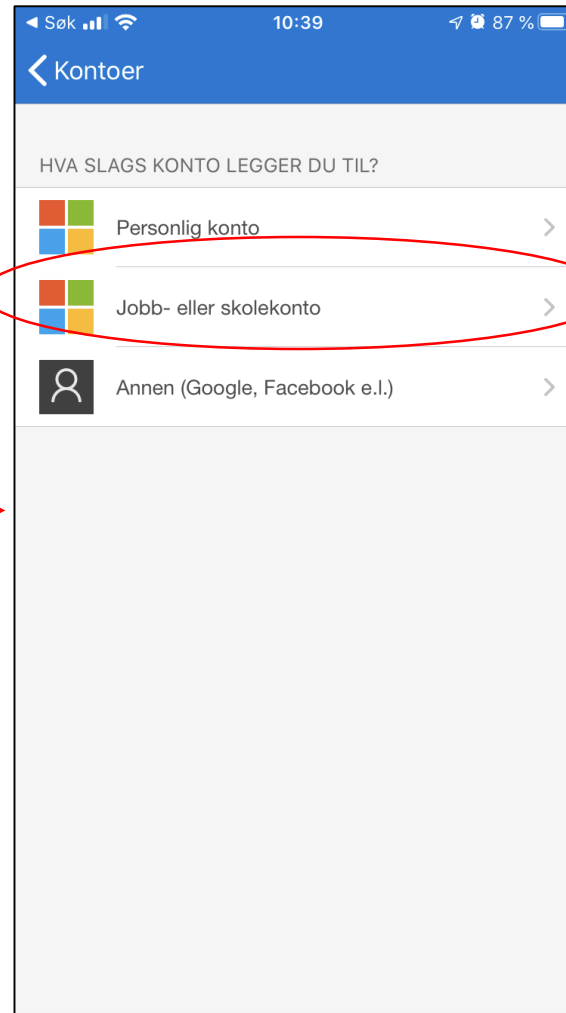 Søk 10:39 87 %
Kontoer
HVA SLAGS KONTO LEGGER DU TIL?
Personlig konto
Jobb- eller skolekonto
Annen (Google, Facebook e.l.)